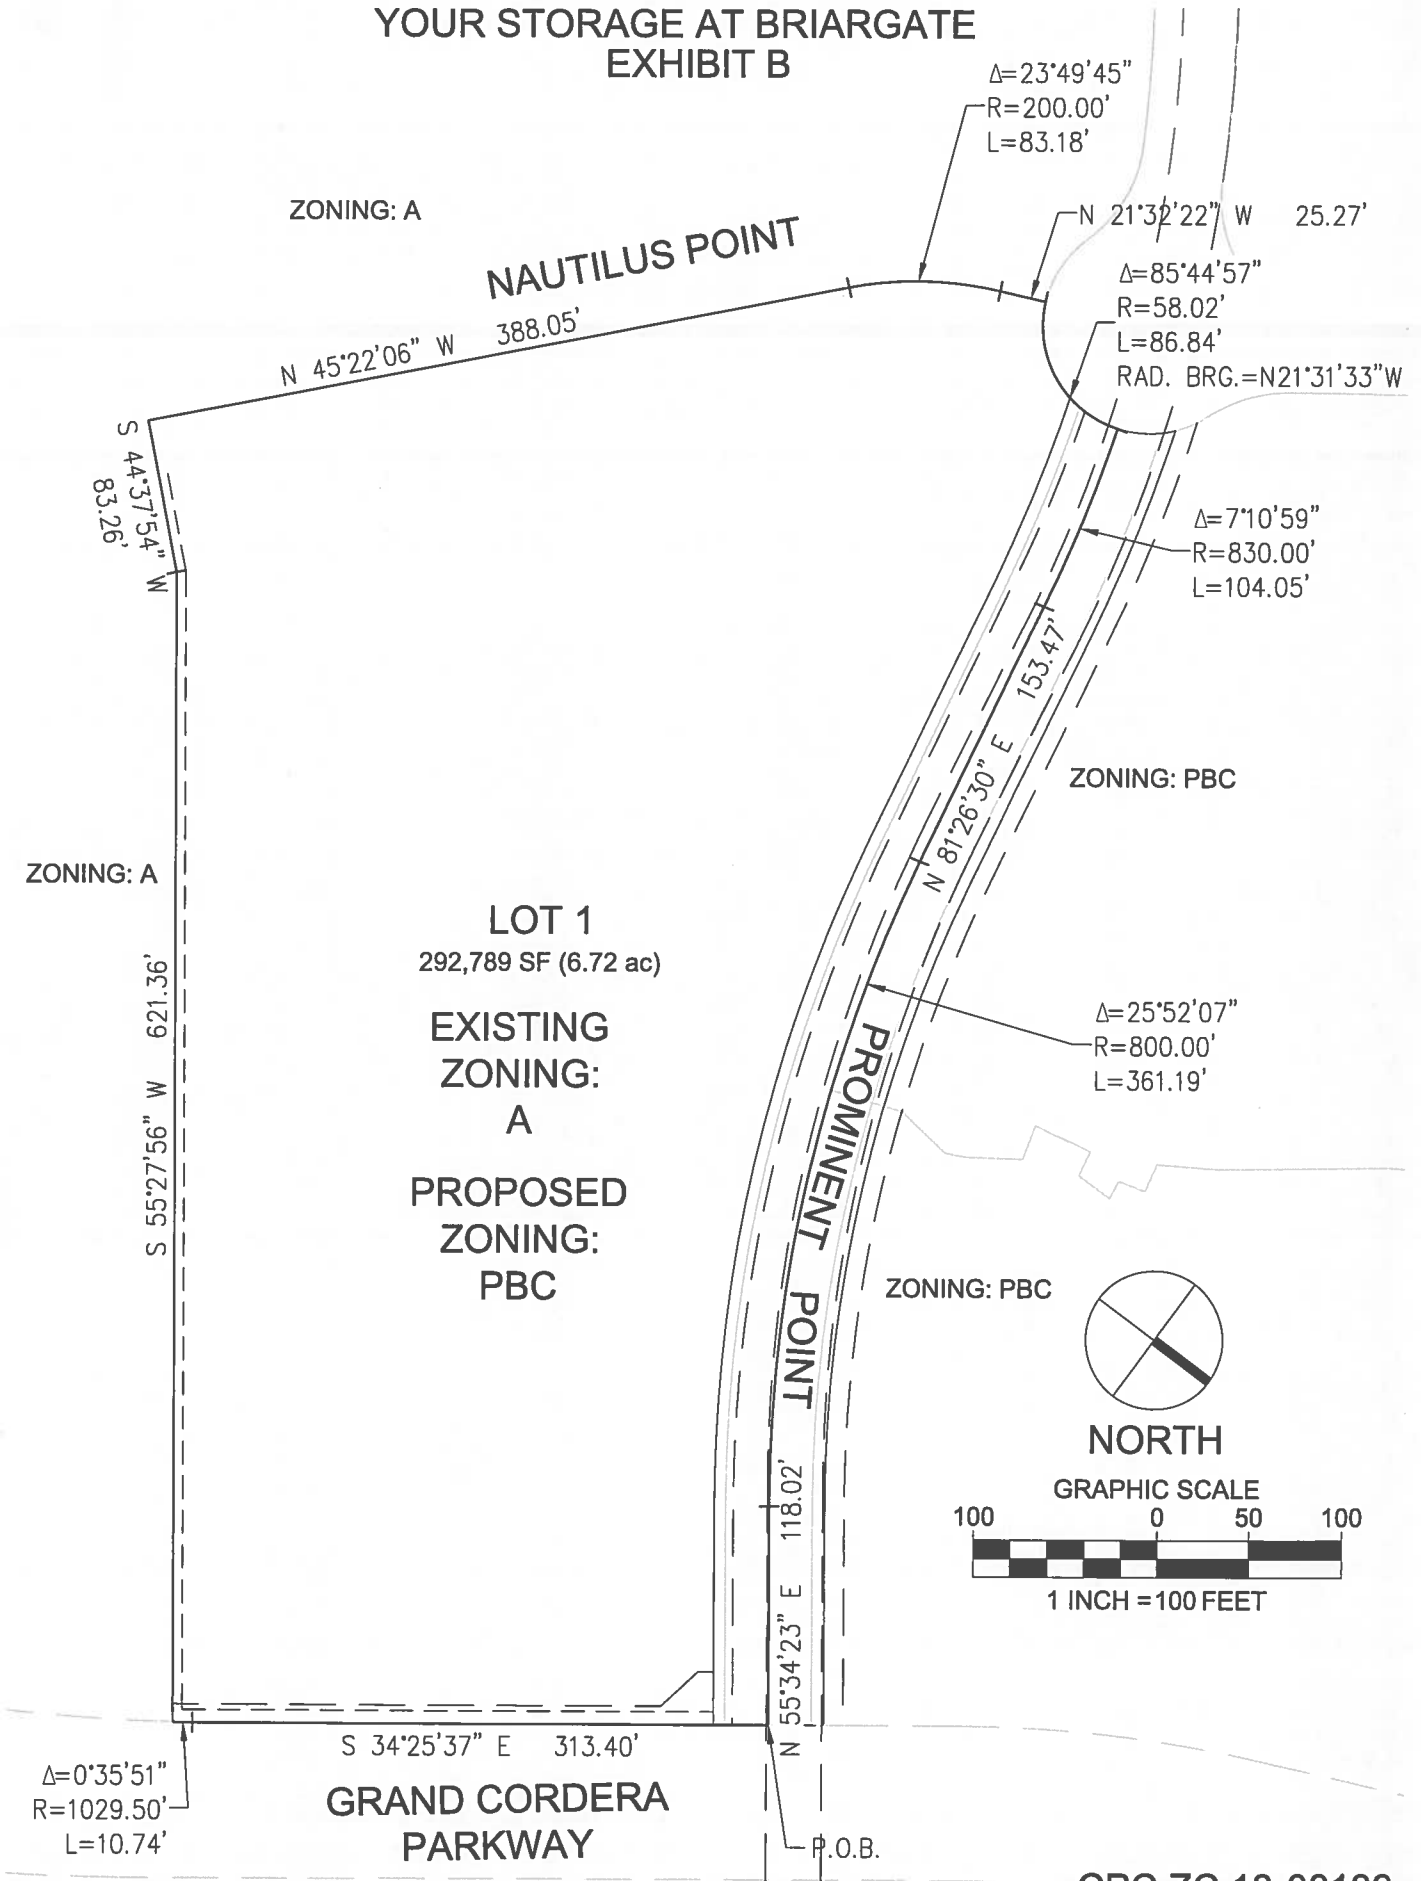 YOUR STORAGE AT BRIARGATE
EXHIBIT B
Δ=23°49'45"
R=200.00'
L=83.18'
ZONING: A
N 21°32'22" W 25.27'
NAUTILUS POINT
N 45°22'06" W 388.05'
Δ=85°44'57"
R=58.02'
L=86.84'
RAD. BRG.=N21°31'33"W
S 44°37'54" W
83.26'
Δ=7°10'59"
R=830.00'
L=104.05'
N 81°26'30" E 153.47'
ZONING: PBC
ZONING: A
LOT 1
292,789 SF (6.72 ac)
EXISTING
ZONING:
A
PROPOSED
ZONING:
PBC
S 55°27'56" W 621.36'
Δ=25°52'07"
R=800.00'
L=361.19'
PROMINENT POINT
ZONING: PBC
NORTH
GRAPHIC SCALE
100 0 50 100
1 INCH =100 FEET
N 55°34'23" E 118.02'
S 34°25'37" E 313.40'
Δ=0°35'51"
R=1029.50'
L=10.74'
GRAND CORDERA
PARKWAY
P.O.B.